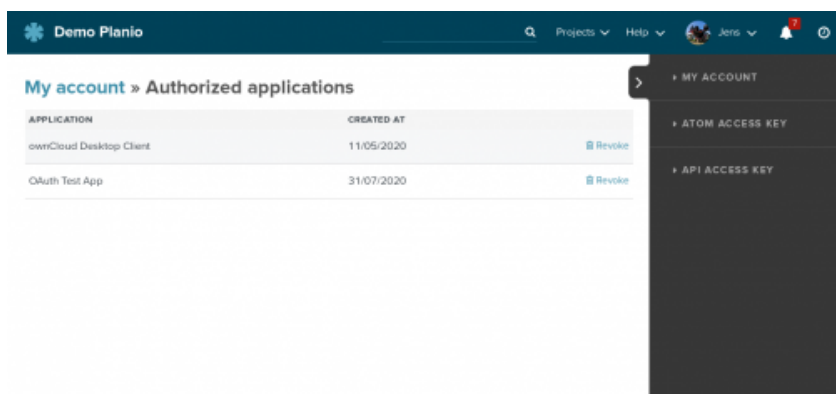 Demo Planio
Projects Help Jens 7
My account » Authorized applications
APPLICATION CREATED AT
ownCloud Desktop Client 11/05/2020 Revoke
OAuth Test App 31/07/2020 Revoke
MY ACCOUNT
ATOM ACCESS KEY
API ACCESS KEY